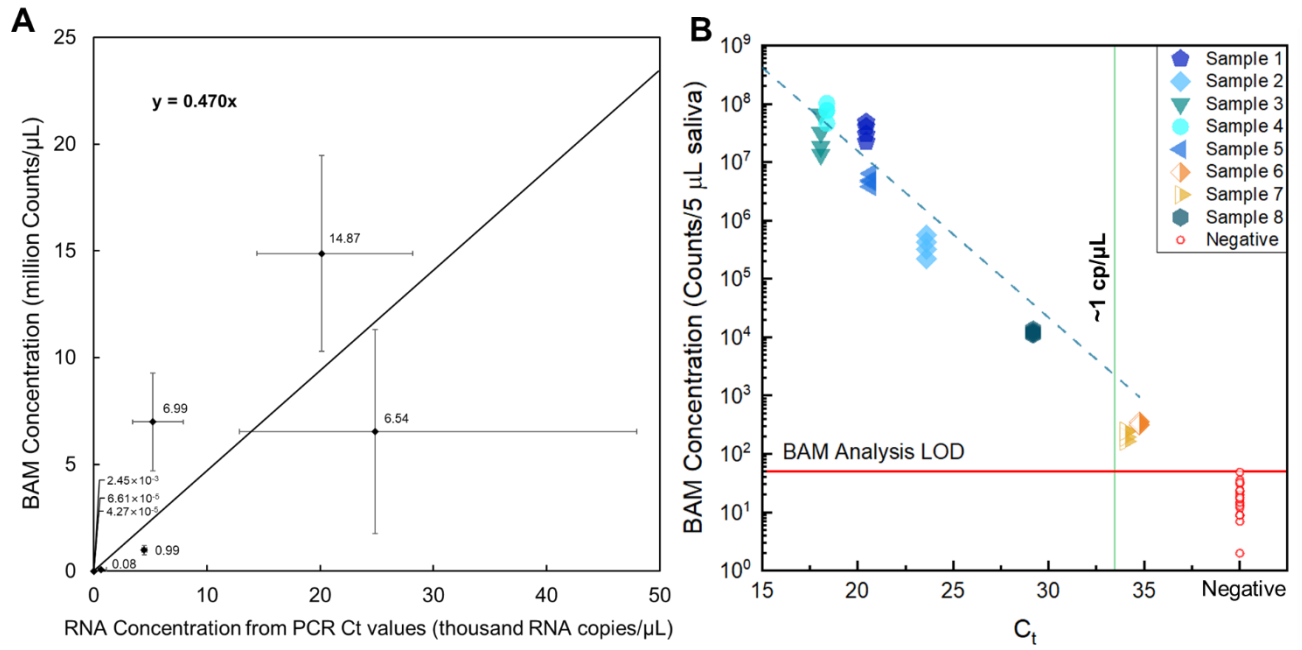 A
25
20
15
10
5
0
BAM Concentration (million Counts/µL)
y = 0.470x
14.87
6.99
6.54
2.45×10⁻³
6.61×10⁻⁵
4.27×10⁻⁵
0.99
0.08
0 10 20 30 40 50
RNA Concentration from PCR Ct values (thousand RNA copies/µL)
B
10⁹
10⁸
10⁷
10⁶
10⁵
10⁴
10³
10²
10¹
10⁰
BAM Concentration (Counts/5 µL saliva)
Sample 1
Sample 2
Sample 3
Sample 4
Sample 5
Sample 6
Sample 7
Sample 8
Negative
~1 cp/µL
BAM Analysis LOD
15 20 25 30 35 Negative
Cₜ